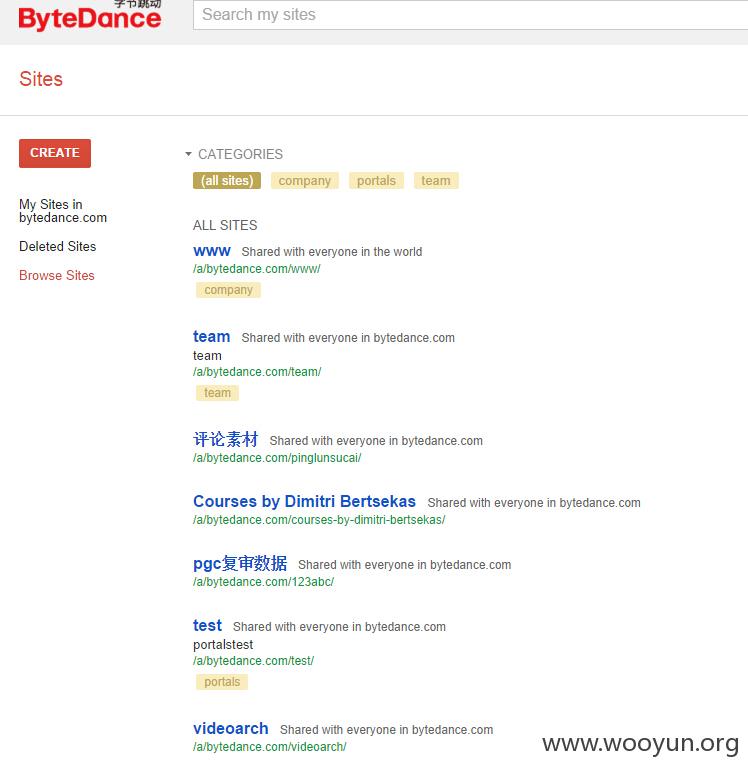 字节跳动
ByteDance
Search my sites
Sites
CREATE
My Sites in
bytedance.com
Deleted Sites
Browse Sites
CATEGORIES
(all sites) company portals team
ALL SITES
www Shared with everyone in the world
/a/bytedance.com/www/
company
team Shared with everyone in bytedance.com
team
/a/bytedance.com/team/
team
评论素材 Shared with everyone in bytedance.com
/a/bytedance.com/pinglunsucai/
Courses by Dimitri Bertsekas Shared with everyone in bytedance.com
/a/bytedance.com/courses-by-dimitri-bertsekas/
pgc复审数据 Shared with everyone in bytedance.com
/a/bytedance.com/123abc/
test Shared with everyone in bytedance.com
portalstest
/a/bytedance.com/test/
portals
videoarch Shared with everyone in bytedance.com
/a/bytedance.com/videoarch/
www.wooyun.org